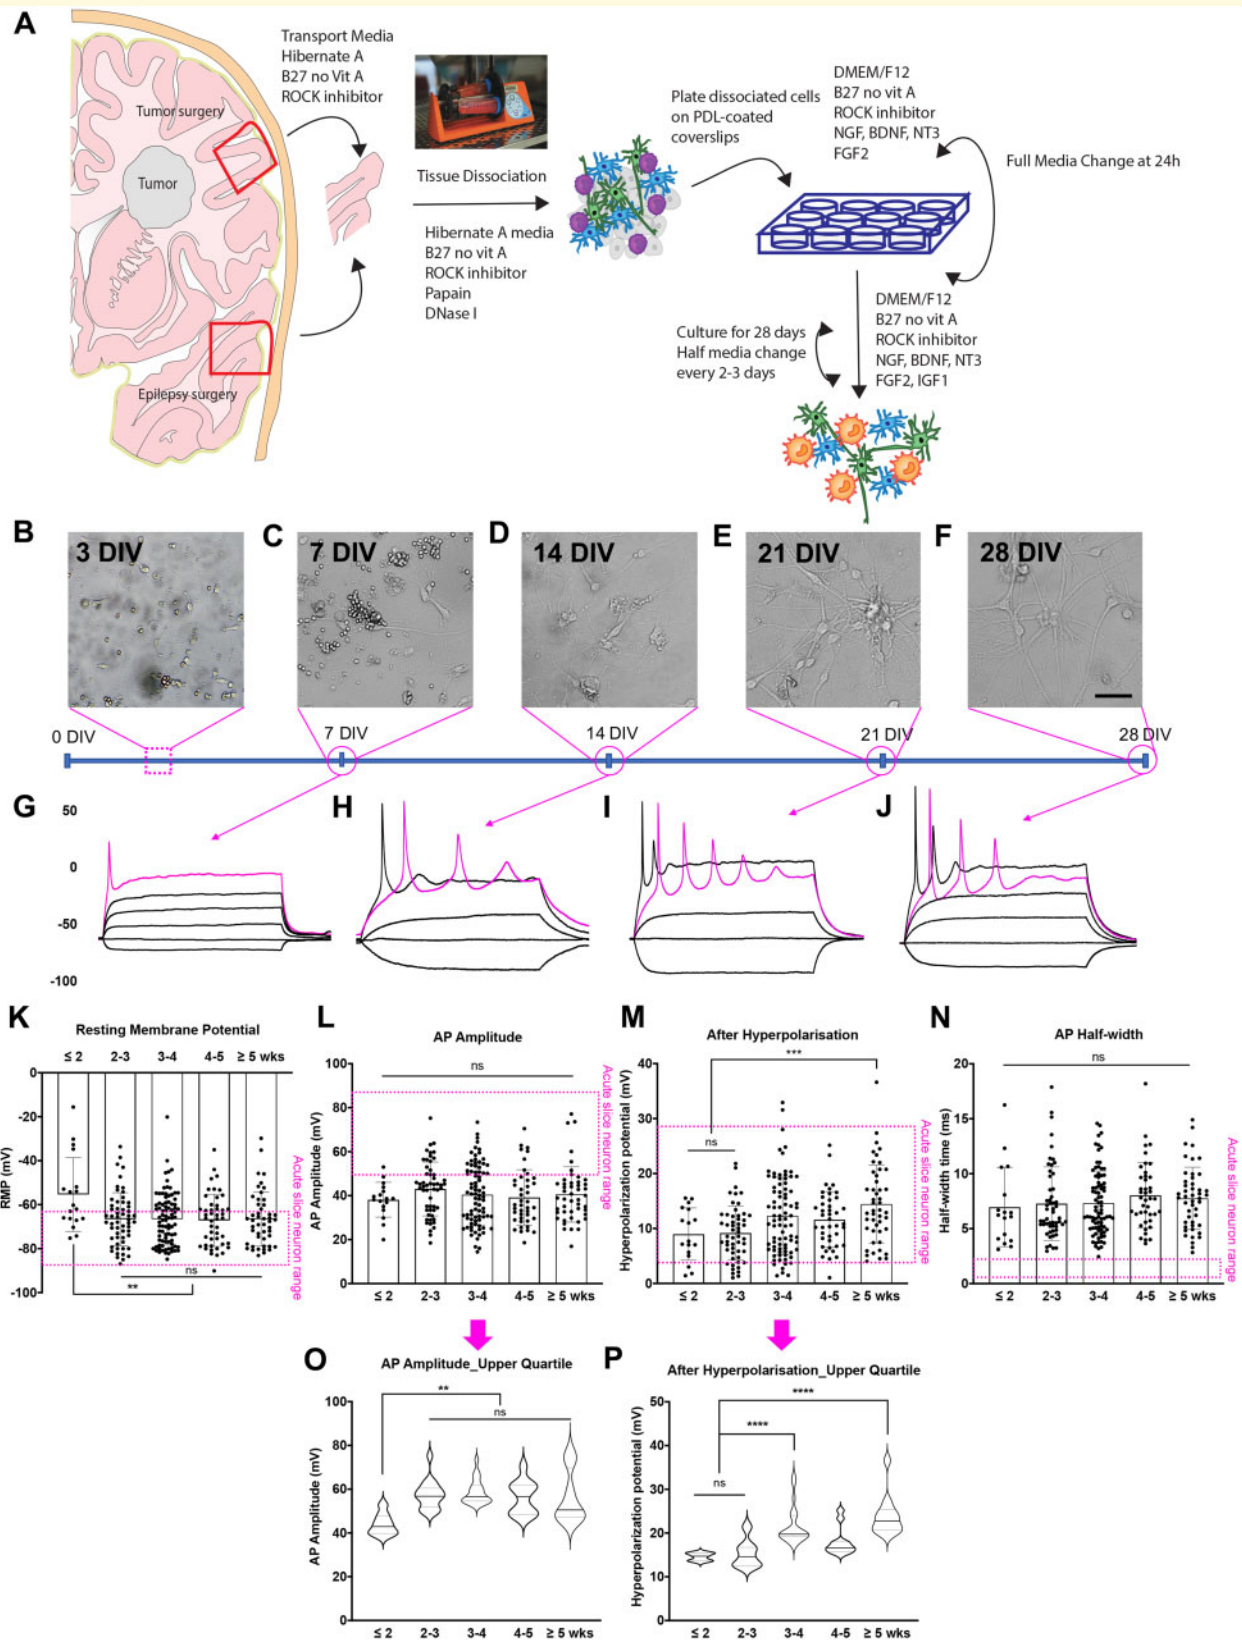 A
Transport Media
Hibernate A
B27 no Vit A
ROCK inhibitor
Tumor surgery
Tumor
Epilepsy surgery
Tissue Dissociation
Hibernate A media
B27 no vit A
ROCK inhibitor
Papain
DNase I
Plate dissociated cells
on PDL-coated
coverslips
DMEM/F12
B27 no vit A
ROCK inhibitor
NGF, BDNF, NT3
FGF2
Full Media Change at 24h
DMEM/F12
B27 no vit A
ROCK inhibitor
NGF, BDNF, NT3
FGF2, IGF1
Culture for 28 days
Half media change
every 2-3 days
B
3 DIV
C
7 DIV
D
14 DIV
E
21 DIV
F
28 DIV
0 DIV
7 DIV
14 DIV
21 DIV
28 DIV
G
50
0
-50
-100
H
I
J
K
Resting Membrane Potential
≤ 2 2-3 3-4 4-5 ≥ 5 wks
0
-20
-40
-60
-80
-100
RMP (mV)
ns
**
Acute slice neuron range
L
AP Amplitude
100
80
60
40
20
0
AP Amplitude (mV)
ns
Acute slice neuron range
≤ 2 2-3 3-4 4-5 ≥ 5 wks
M
After Hyperpolarisation
40
30
20
10
0
Hyperpolarization potential (mV)
***
ns
Acute slice neuron range
≤ 2 2-3 3-4 4-5 ≥ 5 wks
N
AP Half-width
20
15
10
5
0
Half-width time (ms)
ns
Acute slice neuron range
≤ 2 2-3 3-4 4-5 ≥ 5 wks
O
AP Amplitude_Upper Quartile
100
80
60
40
20
0
AP Amplitude (mV)
**
ns
≤ 2 2-3 3-4 4-5 ≥ 5 wks
P
After Hyperpolarisation_Upper Quartile
50
40
30
20
10
0
Hyperpolarization potential (mV)
****
****
ns
≤ 2 2-3 3-4 4-5 ≥ 5 wks